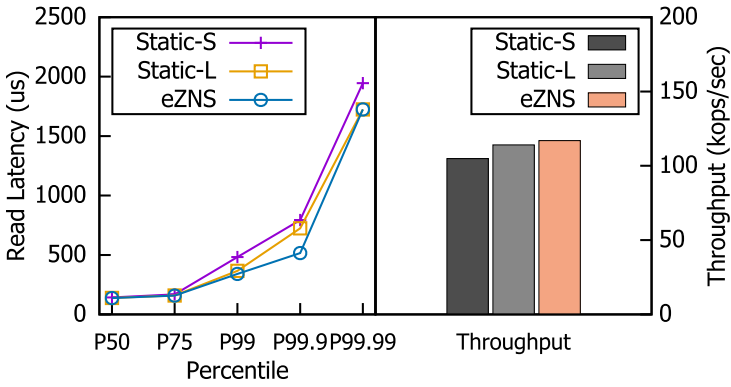 Read Latency (us)
2500
2000
1500
1000
500
0
Static-S
Static-L
eZNS
P50 P75 P99 P99.9 P99.99
Percentile
Static-S
Static-L
eZNS
Throughput
200
150
100
50
0
Throughput (kops/sec)